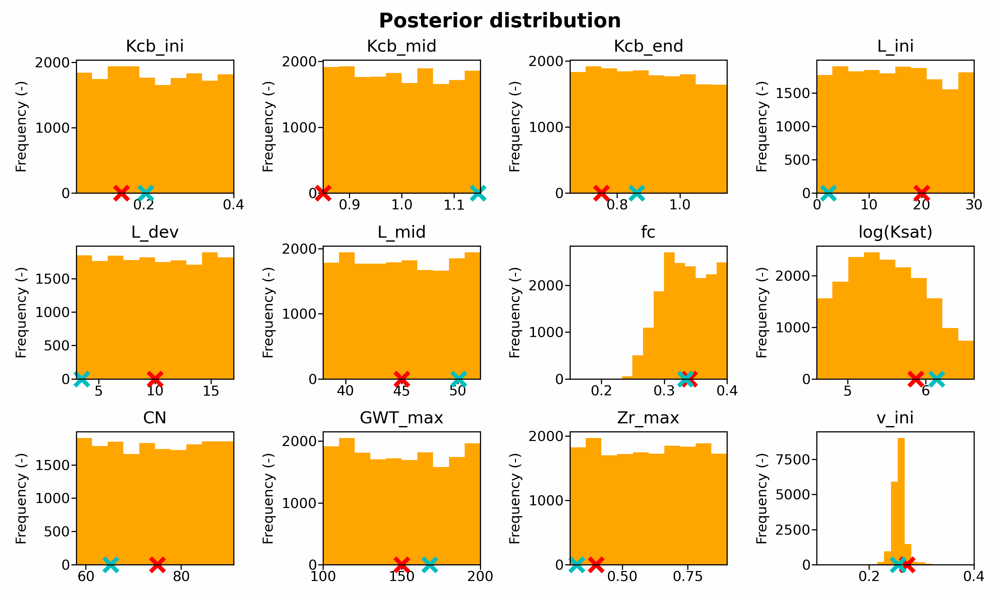 Posterior distribution
Kcb_ini
Kcb_mid
Kcb_end
L_ini
Frequency (-)
2000
1000
0
0.2
0.4
Frequency (-)
2000
1000
0
0.9
1.0
1.1
Frequency (-)
2000
1000
0
0.8
1.0
Frequency (-)
1500
1000
500
0
0
10
20
30
L_dev
L_mid
fc
log(Ksat)
Frequency (-)
1500
1000
500
0
5
10
15
Frequency (-)
2000
1000
0
40
45
50
Frequency (-)
2000
1000
0
0.2
0.3
0.4
Frequency (-)
2000
1000
0
5
6
CN
GWT_max
Zr_max
v_ini
Frequency (-)
1500
1000
500
0
60
80
Frequency (-)
2000
1000
0
100
150
200
Frequency (-)
2000
1000
0
0.50
0.75
Frequency (-)
7500
5000
2500
0
0.2
0.4